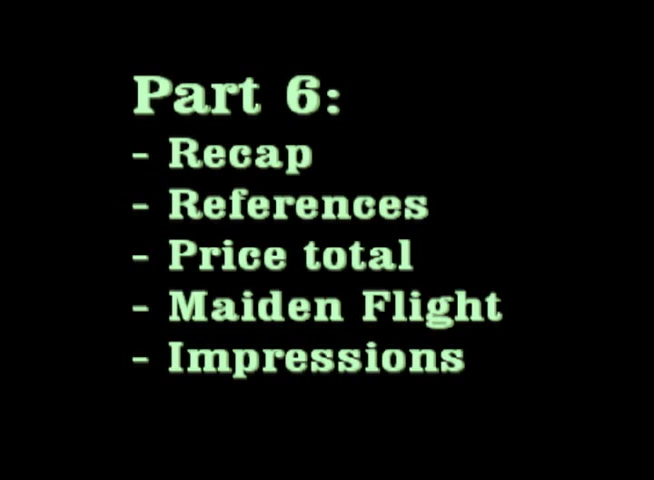 Part 6:
- Recap
- References
- Price total
- Maiden Flight
- Impressions